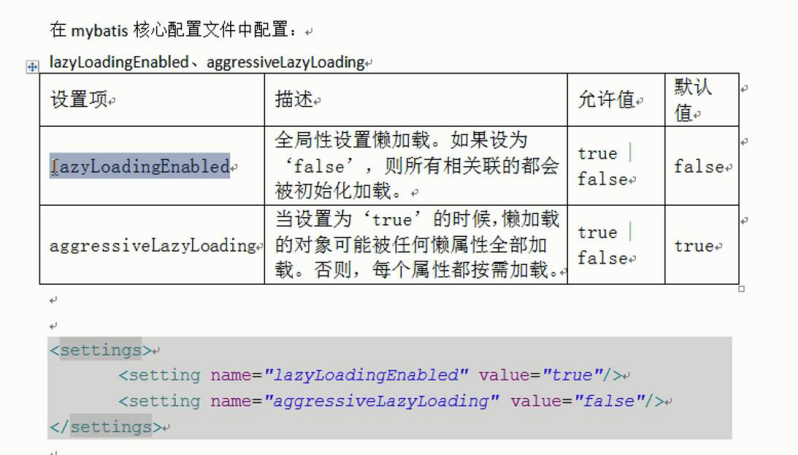 在 mybatis 核心配置文件中配置：
lazyLoadingEnabled、aggressiveLazyLoading
设置项 描述 允许值 默认值
lazyLoadingEnabled 全局性设置懒加载。如果设为
‘false’，则所有相关联的都会
被初始化加载。
true |
false
false
aggressiveLazyLoading 当设置为‘true’的时候，懒加载
的对象可能被任何懒属性全部加
载。否则，每个属性都按需加载。
true |
false
true
<settings>
<setting name="lazyLoadingEnabled" value="true"/>
<setting name="aggressiveLazyLoading" value="false"/>
</settings>